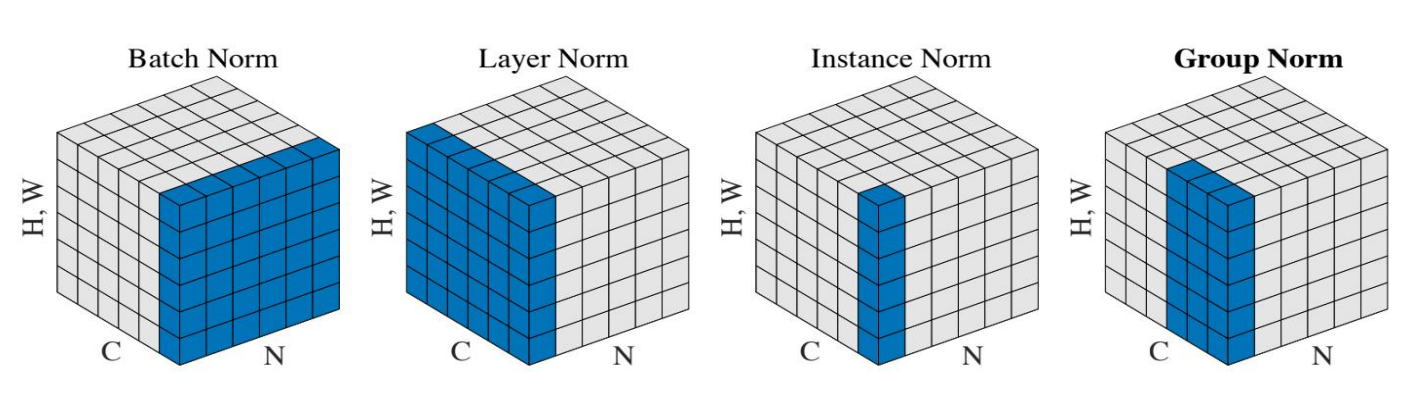 Batch Norm
Layer Norm
Instance Norm
Group Norm
H, W
C
N
H, W
C
N
H, W
C
N
H, W
C
N